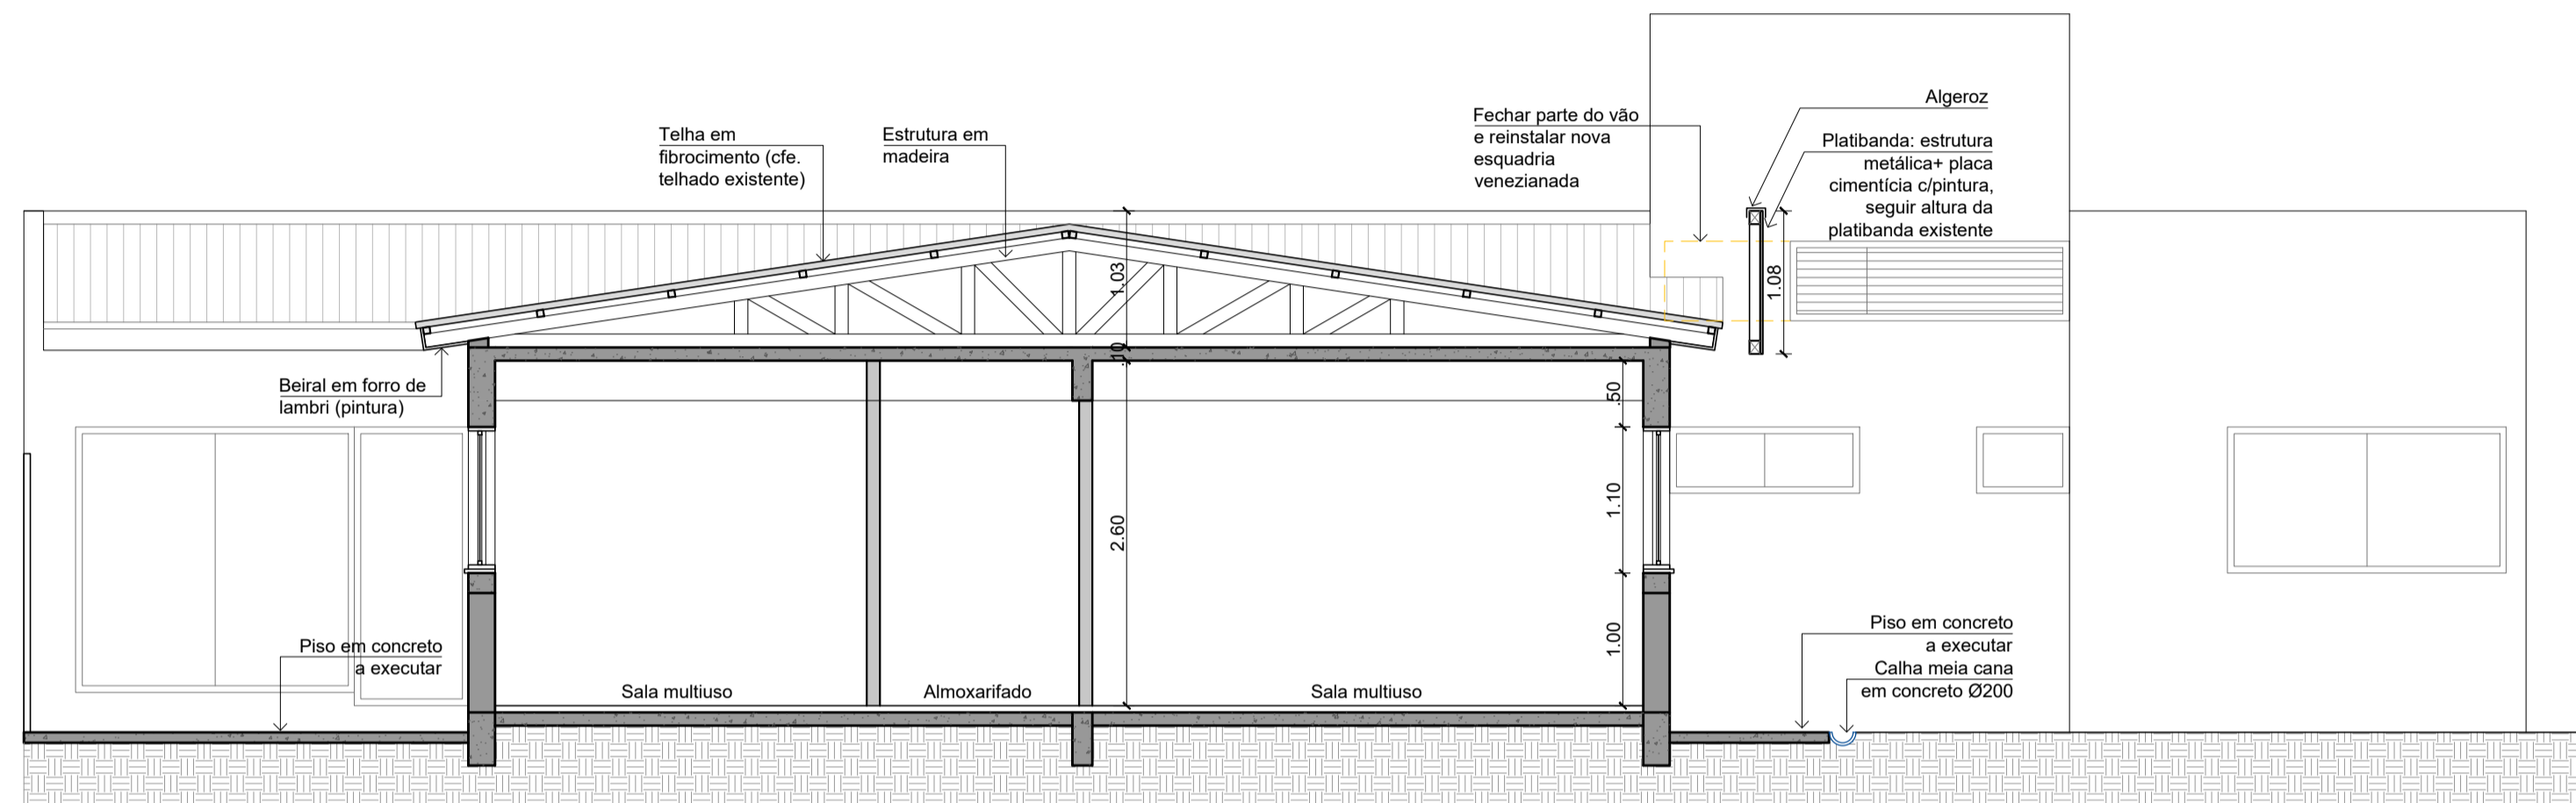 Algeroz
Fechar parte do vão
e reinstalar nova
esquadria
venezianada
Telha em
fibrocimento (cfe.
telhado existente)
Estrutura em
madeira
Platibanda: estrutura
metálica+ placa
cimentícia c/pintura,
seguir altura da
platibanda existente
1.03
1.08
.10
Beiral em forro de
lambri (pintura)
.50
1.10
2.60
1.00
Piso em concreto
a executar
Piso em concreto
a executar
Calha meia cana
em concreto Ø200
Sala multiuso
Almoxarifado
Sala multiuso